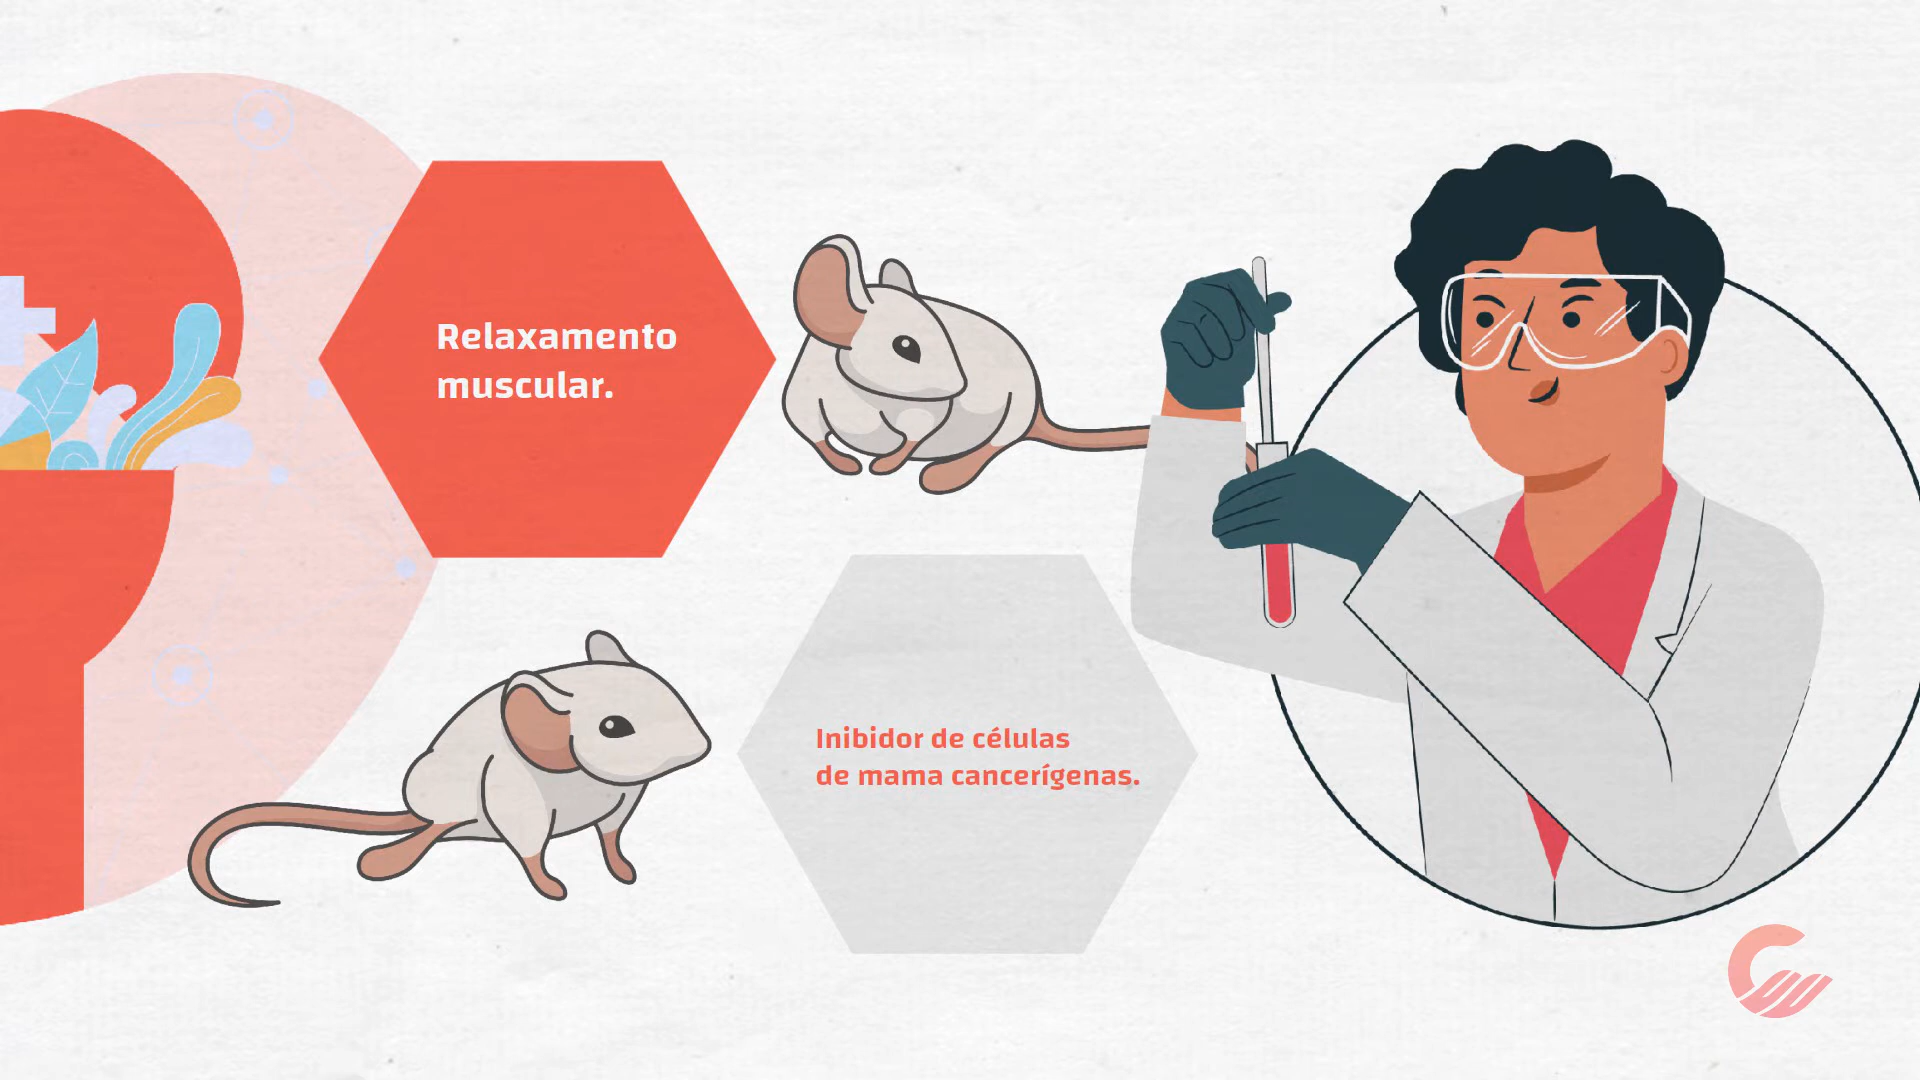 Relaxamento
muscular.
Inibidor de células
de mama cancerígenas.